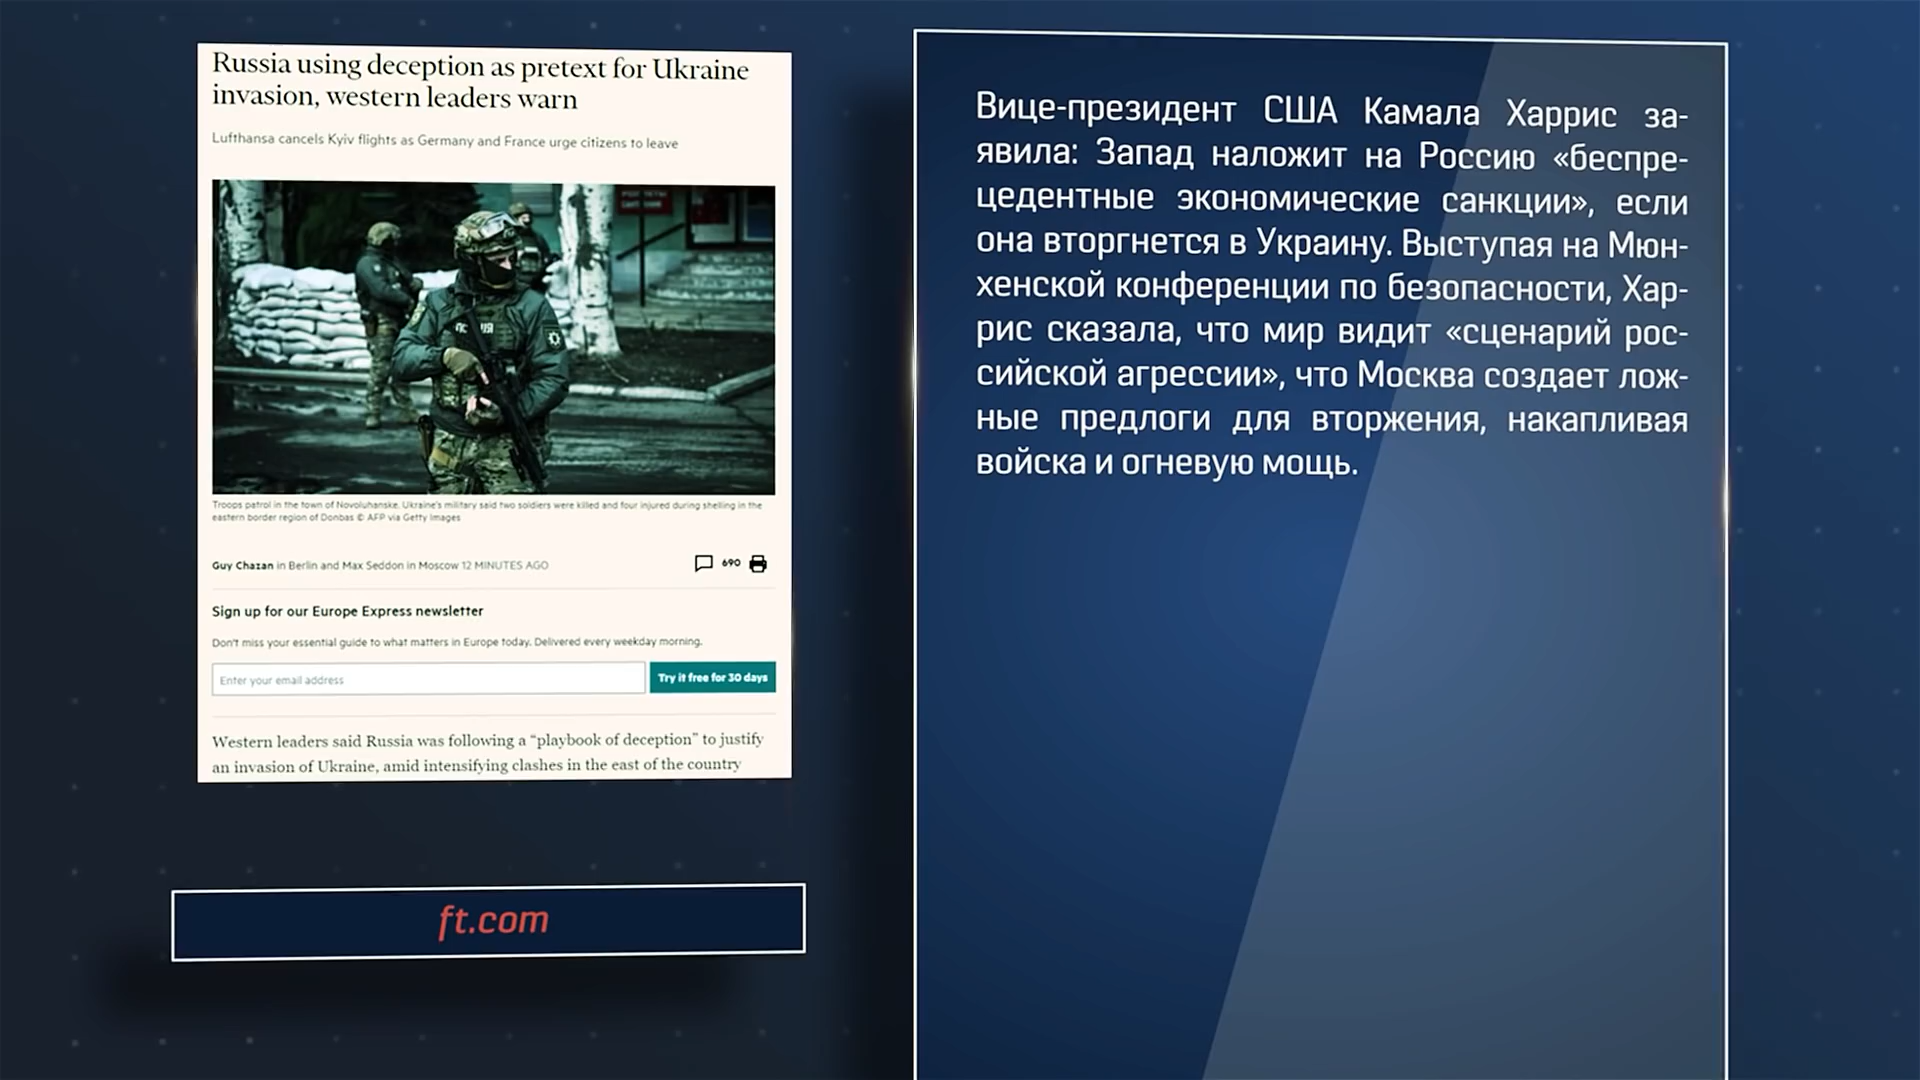 Russia using deception as pretext for Ukraine
invasion, western leaders warn
Lufthansa cancels Kyiv flights as Germany and France urge citizens to leave
Troops patrol in the town of Novoluhanske. Ukraine's military said two soldiers were killed and four injured during shelling in the
eastern border region of Donbas © AFP via Getty Images
Guy Chazan in Berlin and Max Seddon in Moscow 12 MINUTES AGO
690
Sign up for our Europe Express newsletter
Don't miss your essential guide to what matters in Europe today. Delivered every weekday morning.
Enter your email address
Try it free for 30 days
Western leaders said Russia was following a “playbook of deception” to justify
an invasion of Ukraine, amid intensifying clashes in the east of the country
ft.com
Вице-президент США Камала Харрис за-
явила: Запад наложит на Россию «беспре-
цедентные экономические санкции», если
она вторгнется в Украину. Выступая на Мюн-
хенской конференции по безопасности, Хар-
рис сказала, что мир видит «сценарий рос-
сийской агрессии», что Москва создает лож-
ные предлоги для вторжения, накапливая
войска и огневую мощь.